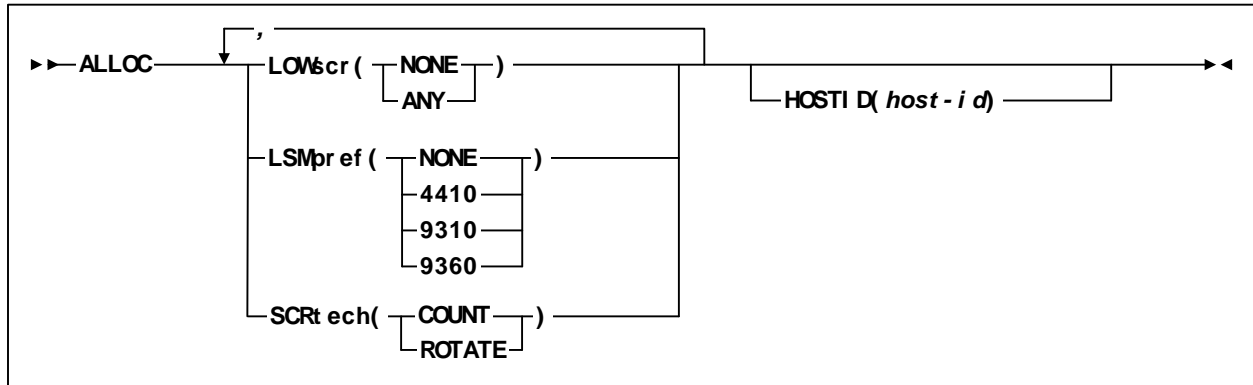 ,
ALLOC LOWscr( NONE )
ANY
HOSTID(host-id)
LSMpref( NONE )
4410
9310
9360
SCRtech( COUNT )
ROTATE